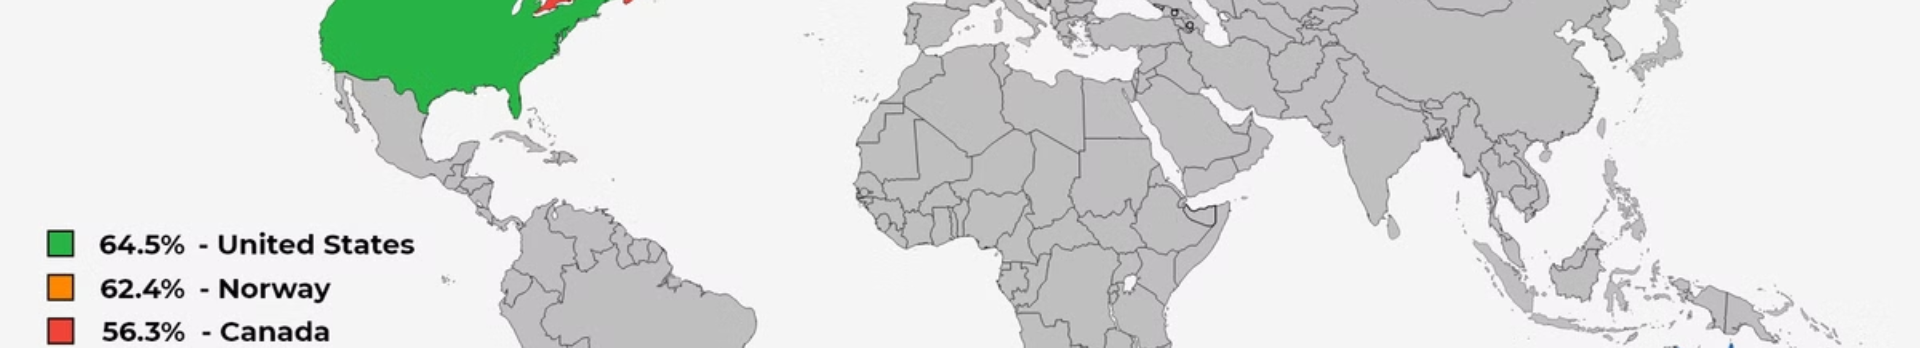 64.5% - United States
62.4% - Norway
56.3% - Canada